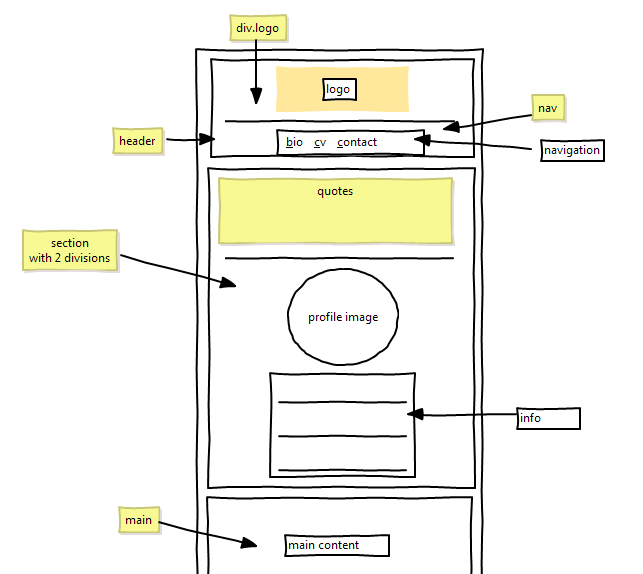 div.logo
logo
nav
header
bio cv contact
navigation
quotes
section
with 2 divisions
profile image
info
main
main content